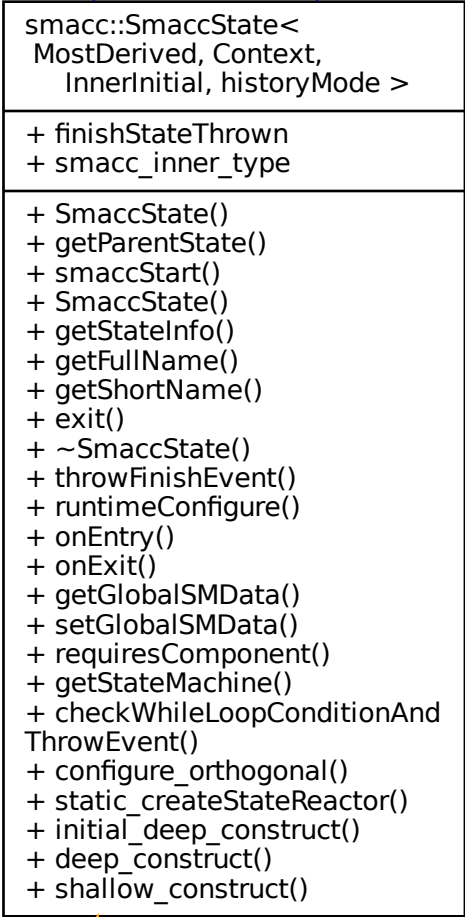 smacc::SmaccState<
MostDerived, Context,
InnerInitial, historyMode >
+ finishStateThrown
+ smacc_inner_type
+ SmaccState()
+ getParentState()
+ smaccStart()
+ SmaccState()
+ getStateInfo()
+ getFullName()
+ getShortName()
+ exit()
+ ~SmaccState()
+ throwFinishEvent()
+ runtimeConfigure()
+ onEntry()
+ onExit()
+ getGlobalSMData()
+ setGlobalSMData()
+ requiresComponent()
+ getStateMachine()
+ checkWhileLoopConditionAnd
ThrowEvent()
+ configure_orthogonal()
+ static_createStateReactor()
+ initial_deep_construct()
+ deep_construct()
+ shallow_construct()